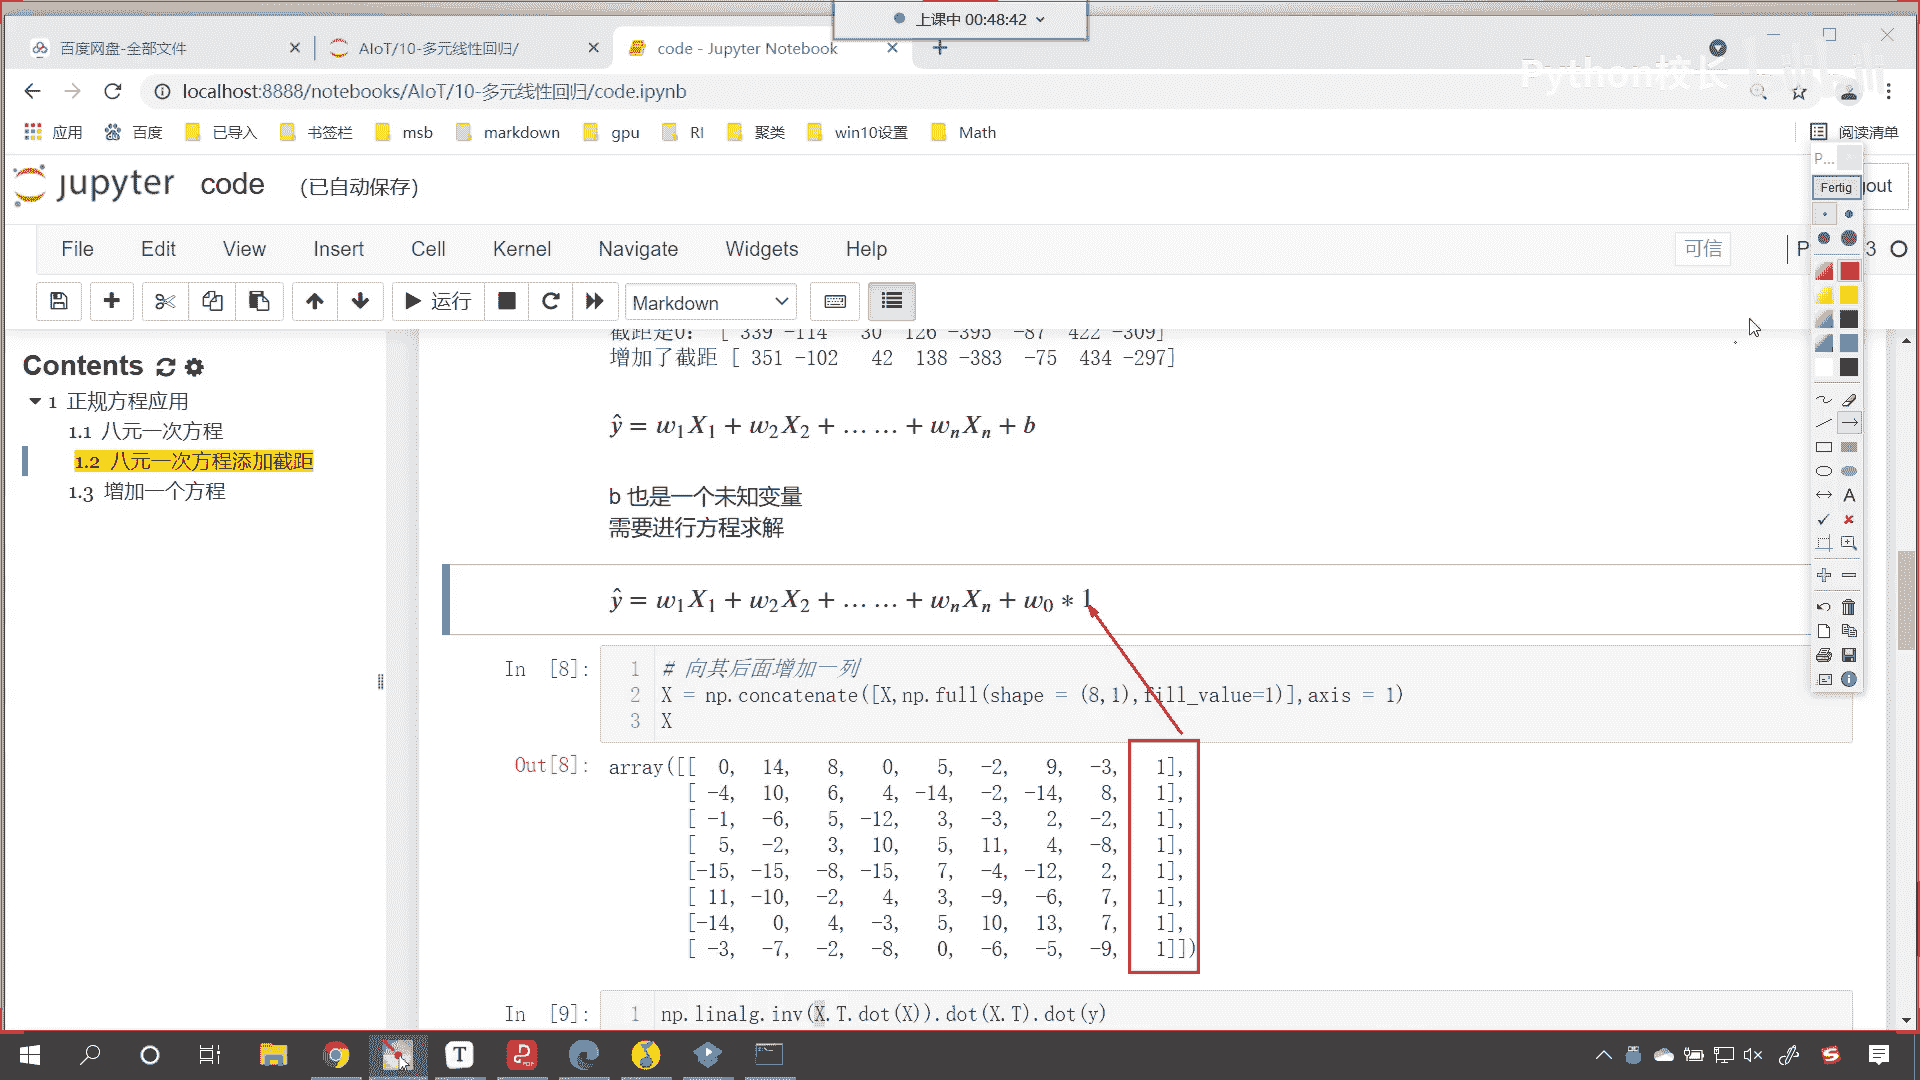 上课中 00:48:42
百度网盘-全部文件
AIoT/10-多元线性回归/
code - Jupyter Notebook
Python校长
localhost:8888/notebooks/AIoT/10-多元线性回归/code.ipynb
应用 百度 已导入 书签栏 msb markdown gpu RI 聚类 win10设置 Math 阅读清单
P...
jupyter code (已自动保存)
Fertig
out
File Edit View Insert Cell Kernel Navigate Widgets Help 可信 P 3
运行 Markdown
Contents
1 正规方程应用
1.1 八元一次方程
1.2 八元一次方程添加截距
1.3 增加一个方程
截距是0: [ 339 -114 30 126 -395 -87 422 -309]
增加了截距 [ 351 -102 42 138 -383 -75 434 -297]
ŷ = w₁X₁ + w₂X₂ + …… + wₙXₙ + b
b 也是一个未知变量
需要进行方程求解
ŷ = w₁X₁ + w₂X₂ + …… + wₙXₙ + w₀ * 1
In [8]:
1 # 向其后面增加一列
2 X = np.concatenate([X,np.full(shape = (8,1),fill_value=1)],axis = 1)
3 X
Out[8]:
array([[ 0, 14, 8, 0, 5, -2, 9, -3, 1],
[ -4, 10, 6, 4, -14, -2, -14, 8, 1],
[ -1, -6, 5, -12, 3, -3, 2, -2, 1],
[ 5, -2, 3, 10, 5, 11, 4, -8, 1],
[-15, -15, -8, -15, 7, -4, -12, 2, 1],
[ 11, -10, -2, 4, 3, -9, -6, 7, 1],
[-14, 0, 4, -3, 5, 10, 13, 7, 1],
[ -3, -7, -2, -8, 0, -6, -5, -9, 1]])
In [9]:
1 np.linalg.inv(X.T.dot(X)).dot(X.T).dot(y)